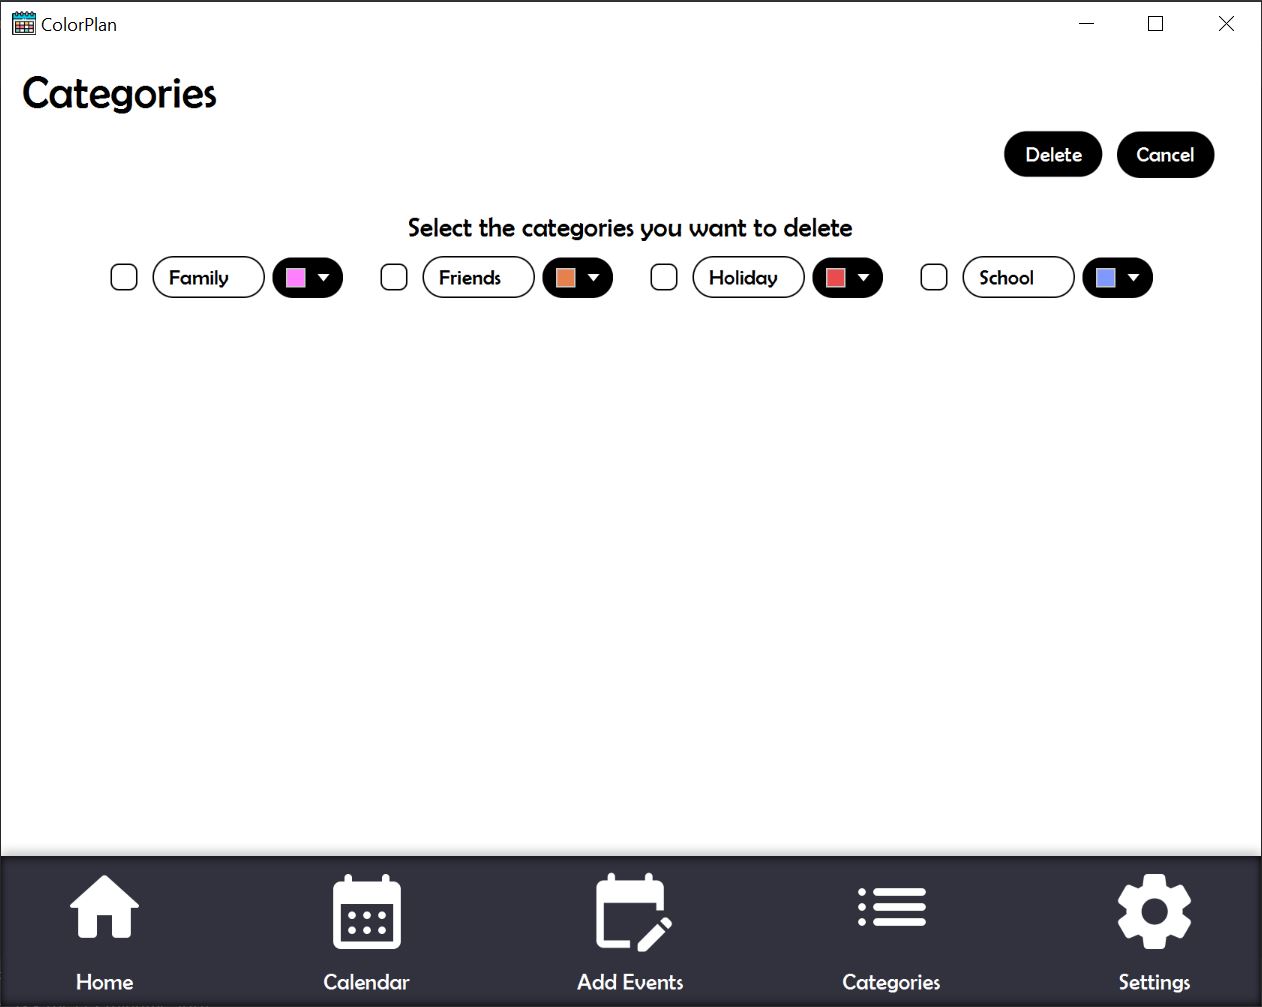 ColorPlan
Categories
Delete Cancel
Select the categories you want to delete
Family Friends Holiday School
Home Calendar Add Events Categories Settings